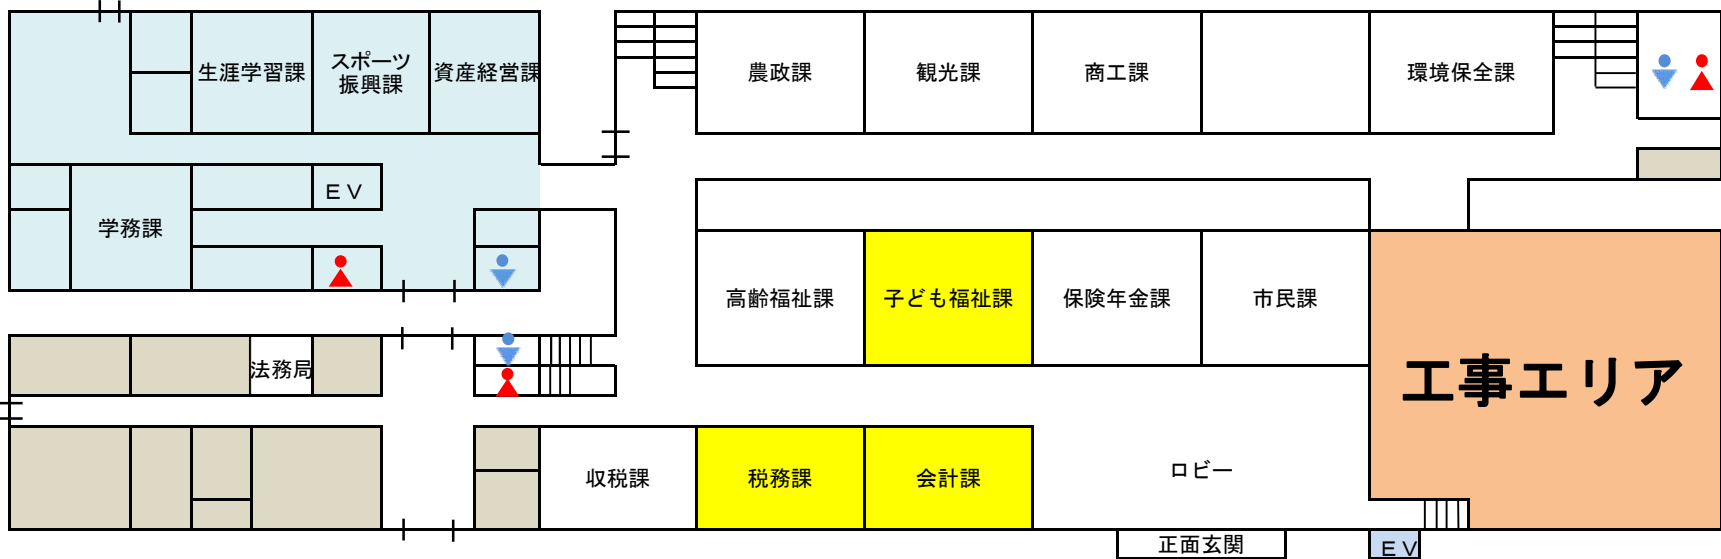 生涯学習課
スポーツ
振興課
資産経営課
農政課
観光課
商工課
環境保全課
学務課
ＥＶ
高齢福祉課
子ども福祉課
保険年金課
市民課
工事エリア
法務局
収税課
税務課
会計課
ロビー
正面玄関
ＥＶ